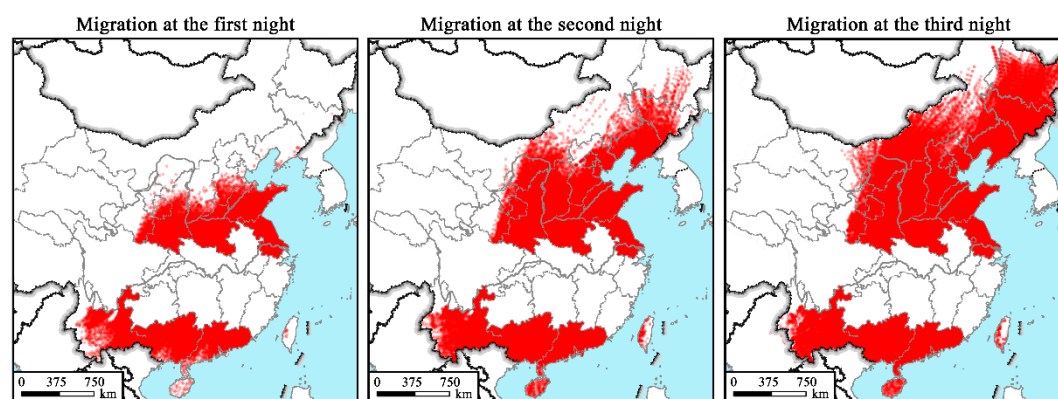 Migration at the first night
Migration at the second night
Migration at the third night
0 375 750
km
0 375 750
km
0 375 750
km